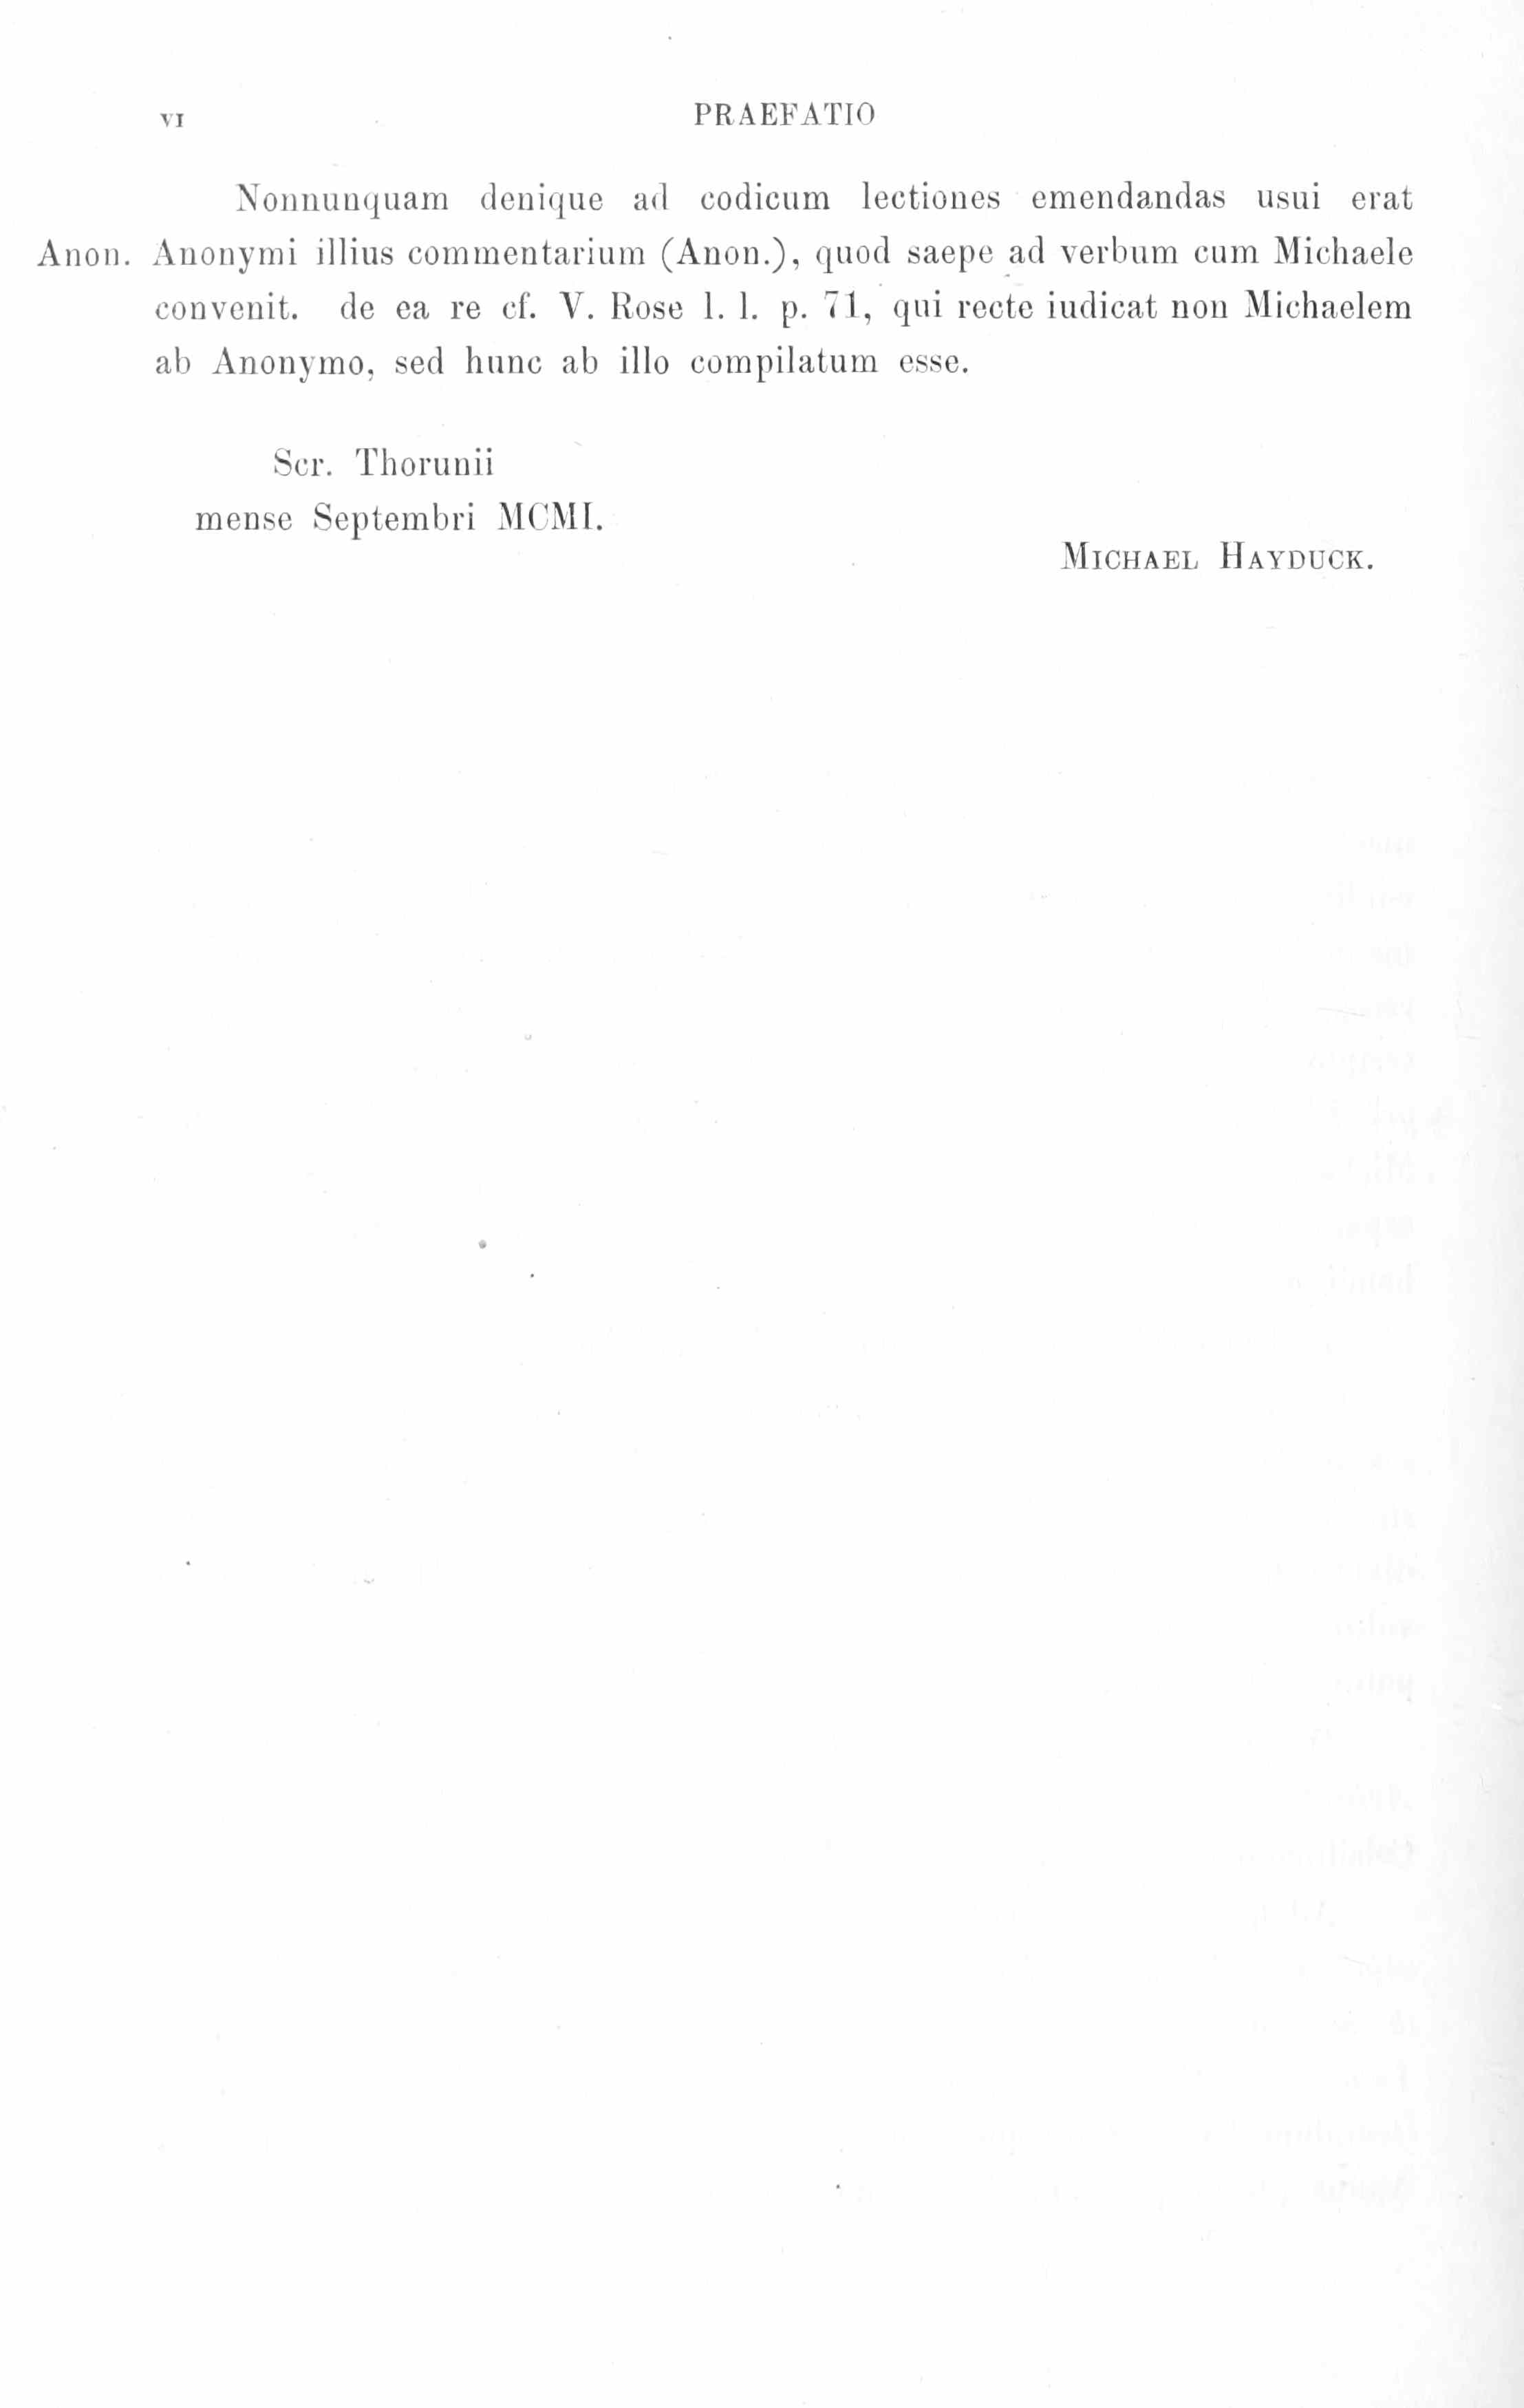 VI PRAEFATIO
Nonnunquam denique ad codicum lectiones emendandas usui erat
Anon. Anonymi illius commentarium (Anon.), quod saepe ad verbum cum Michaele
convenit. de ea re cf. V. Rose l. l. p. 71, qui recte iudicat non Michaelem
ab Anonymo, sed hunc ab illo compilatum esse.
Scr. Thorunii
mense Septembri MCMI.
MICHAEL HAYDUCK.